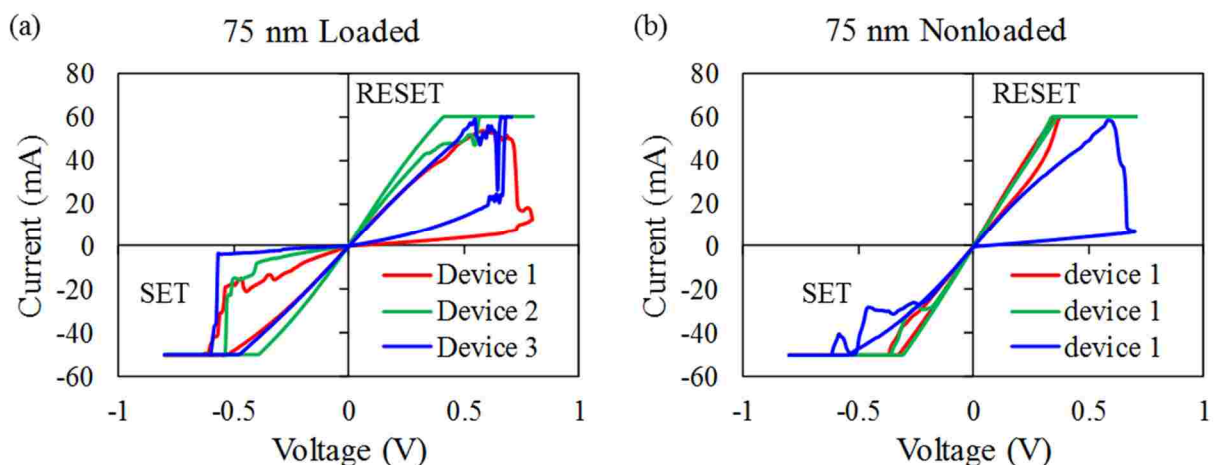 (a)
75 nm Loaded
80
60
40
20
0
-20
-40
-60
Current (mA)
RESET
SET
Device 1
Device 2
Device 3
-1
-0.5
0
0.5
1
Voltage (V)
(b)
75 nm Nonloaded
80
60
40
20
0
-20
-40
-60
Current (mA)
RESET
SET
device 1
device 1
device 1
-1
-0.5
0
0.5
1
Voltage (V)